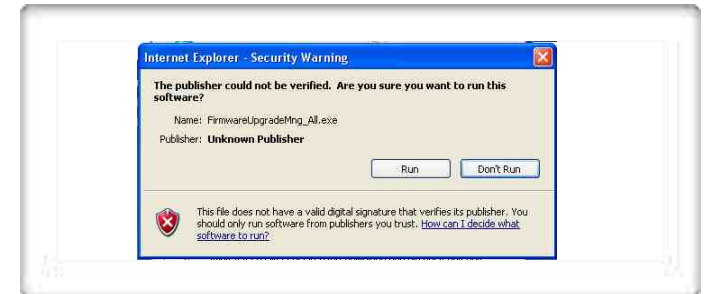 Internet Explorer - Security Warning
The publisher could not be verified. Are you sure you want to run this
software?
Name: FirmwareUpgradeMng_All.exe
Publisher: Unknown Publisher
Run Don't Run
This file does not have a valid digital signature that verifies its publisher. You
should only run software from publishers you trust. How can I decide what
software to run?